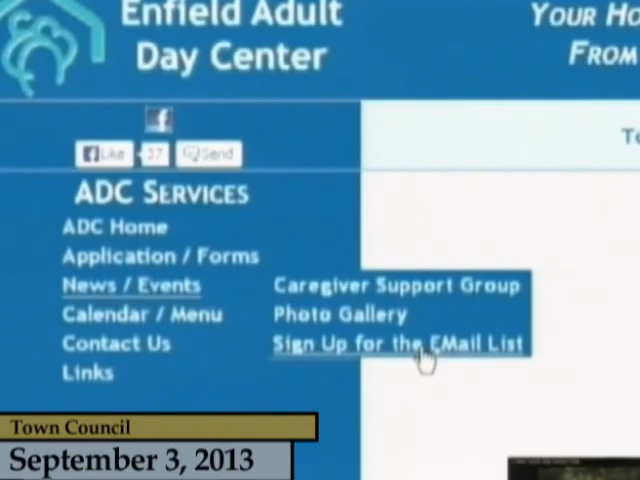 Enfield Adult
Day Center
YOUR HO
FROM
Like 37 Send
ADC SERVICES
ADC Home
Application / Forms
News / Events
Calendar / Menu
Contact Us
Links
Caregiver Support Group
Photo Gallery
Sign Up for the EMail List
Town Council
September 3, 2013